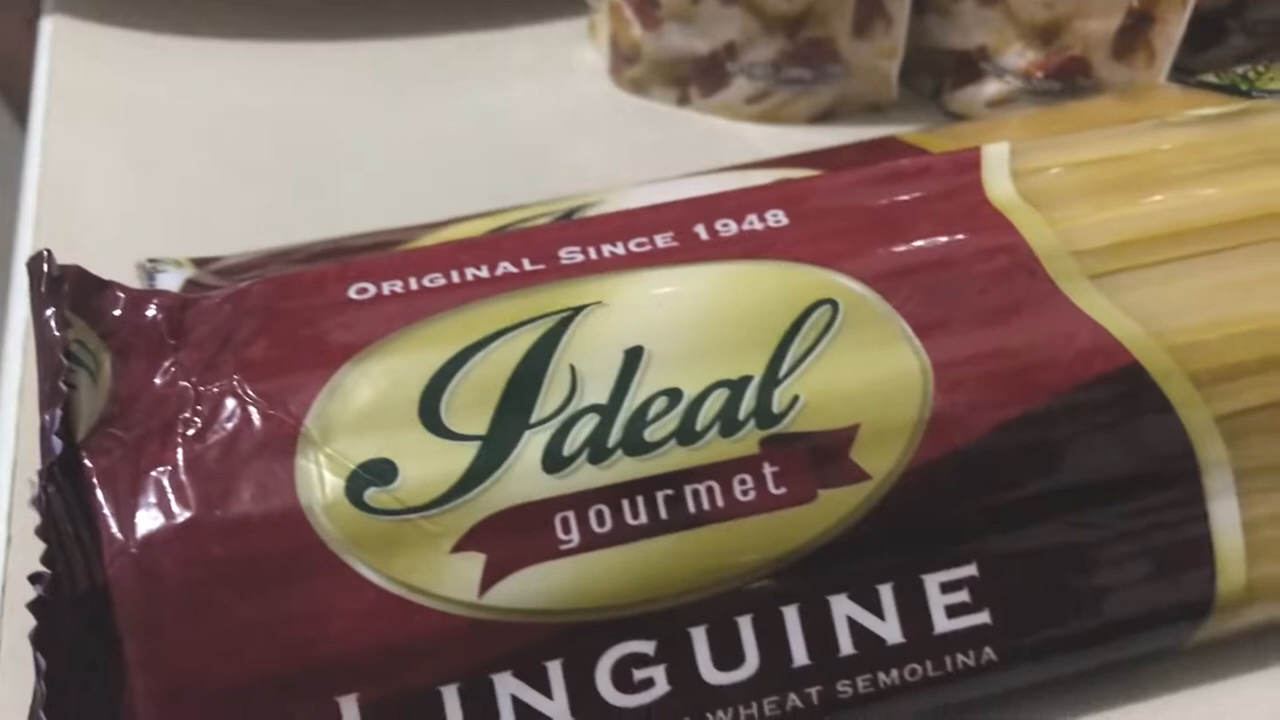 ORIGINAL SINCE 1948
Ideal
gourmet
LINGUINE
WHEAT SEMOLINA